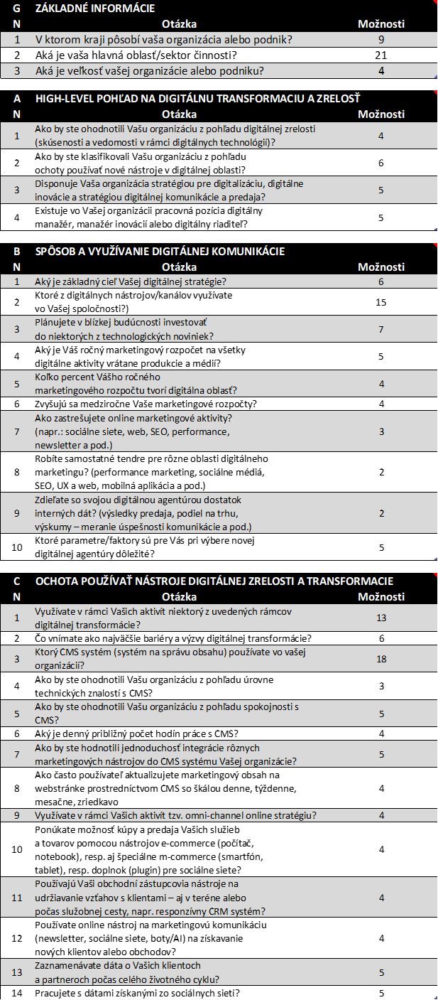 G ZÁKLADNÉ INFORMÁCIE
N Otázka Možnosti
1 V ktorom kraji pôsobí vaša organizácia alebo podnik? 9
2 Aká je vaša hlavná oblasť/sektor činnosti? 21
3 Aká je veľkosť vašej organizácie alebo podniku? 4
A HIGH-LEVEL POHĽAD NA DIGITÁLNU TRANSFORMACIU A ZRELOSŤ
N Otázka Možnosti
1 Ako by ste ohodnotili Vašu organizáciu z pohľadu digitálnej zrelosti
(skúsenosti a vedomosti v rámci digitálnych technológií)? 4
2 Ako by ste klasifikovali Vašu organizáciu z pohľadu
ochoty používať nové nástroje v digitálnej oblasti? 6
3 Disponuje Vaša organizácia stratégiou pre digitalizáciu, digitálne
inovácie a stratégiou digitálnej komunikácie a predaja? 5
4 Existuje vo Vašej organizácii pracovná pozícia digitálny
manažér, manažér inovácií alebo digitálny riaditeľ? 5
B SPÔSOB A VYUŽÍVANIE DIGITÁLNEJ KOMUNIKÁCIE
N Otázka Možnosti
1 Aký je základný cieľ Vašej digitálnej stratégie? 6
2 Ktoré z digitálnych nástrojov/kanálov využívate
vo Vašej spoločnosti?) 15
3 Plánujete v blízkej budúcnosti investovať
do niektorých z technologických noviniek? 7
4 Aký je Váš ročný marketingový rozpočet na všetky
digitálne aktivity vrátane produkcie a médií? 5
5 Koľko percent Vášho ročného
marketingového rozpočtu tvorí digitálna oblasť? 4
6 Zvyšujú sa medziročne Vaše marketingové rozpočty? 4
7 Ako zastrešujete online marketingové aktivity?
(napr.: sociálne siete, web, SEO, performance,
newsletter a pod.) 3
8 Robíte samostatné tendre pre rôzne oblasti digitálneho
marketingu? (performance marketing, sociálne médiá,
SEO, UX a web, mobilná aplikácia a pod.) 2
9 Zdieľate so svojou digitálnou agentúrou dostatok
interných dát? (výsledky predaja, podiel na trhu,
výskumy – meranie úspešnosti komunikácie a pod.) 2
10 Ktoré parametre/faktory sú pre Vás pri výbere novej
digitálnej agentúry dôležité? 5
C OCHOTA POUŽÍVAŤ NÁSTROJE DIGITÁLNEJ ZRELOSTI A TRANSFORMACIE
N Otázka Možnosti
1 Využívate v rámci Vašich aktivít niektorý z uvedených rámcov
digitálnej transformácie? 13
2 Čo vnímate ako najväčšie bariéry a výzvy digitálnej transformácie? 6
3 Ktorý CMS systém (systém na správu obsahu) používate vo vašej
organizácií? 18
4 Ako by ste ohodnotili Vašu organizáciu z pohľadu úrovne
technických znalostí s CMS? 3
5 Ako by ste ohodnotili Vašu organizáciu z pohľadu spokojnosti s
CMS? 5
6 Aký je denný približný počet hodín práce s CMS? 4
7 Ako by ste hodnotili jednoduchosť integrácie rôznych
marketingových nástrojov do CMS systému Vašej organizácie? 5
8 Ako často používateľ aktualizujete marketingový obsah na
webstránke prostredníctvom CMS so škálou denne, týždenne,
mesačne, zriedkavo 4
9 Využívate v rámci Vašich aktivít tzv. omni-channel online stratégiu? 4
10 Ponúkate možnosť kúpy a predaja Vašich služieb
a tovarov pomocou nástrojov e-commerce (počítač,
notebook), resp. aj špeciálne m-commerce (smartfón,
tablet), resp. doplnok (plugin) pre sociálne siete? 4
11 Používajú Vaši obchodní zástupcovia nástroje na
udržiavanie vzťahov s klientami – aj v teréne alebo
počas služobnej cesty, napr. responzívny CRM systém? 4
12 Používate online nástroj na marketingovú komunikáciu
(newsletter, sociálne siete, boty/AI) na získavanie
nových klientov alebo obchodov? 4
13 Zaznamenávate dáta o Vašich klientoch
a partneroch počas celého životného cyklu? 5
14 Pracujete s dátami získanými zo sociálnych sietí? 5